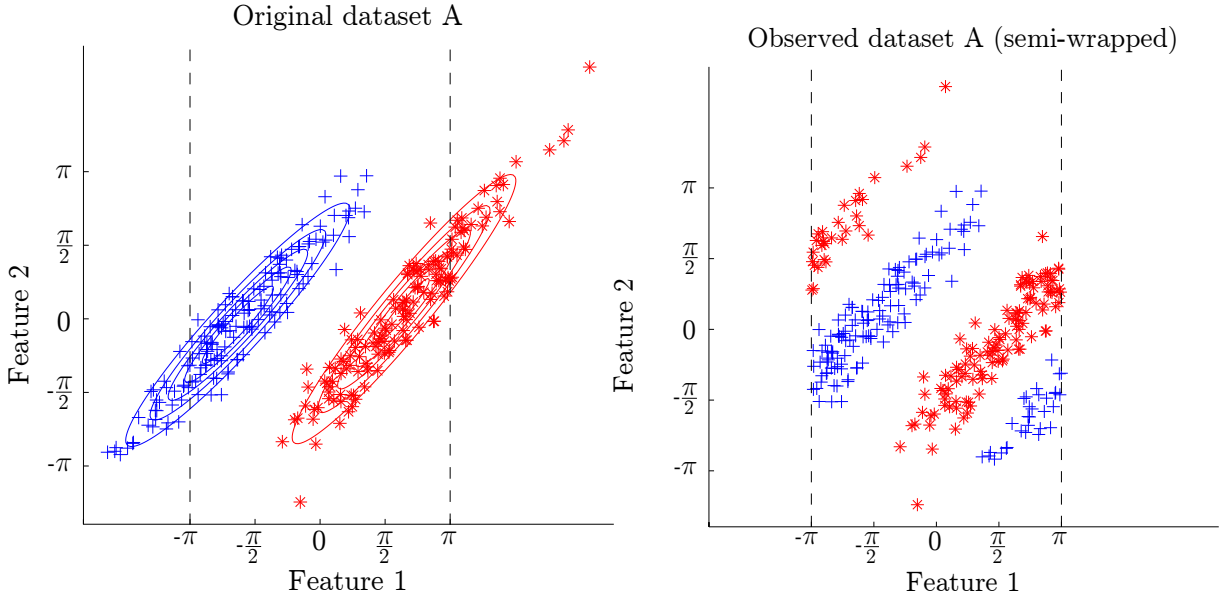 Original dataset A
Feature 2
π
π/2
0
-π/2
-π
-π
-π/2
0
π/2
π
Feature 1
Observed dataset A (semi-wrapped)
Feature 2
π
π/2
0
-π/2
-π
-π
-π/2
0
π/2
π
Feature 1